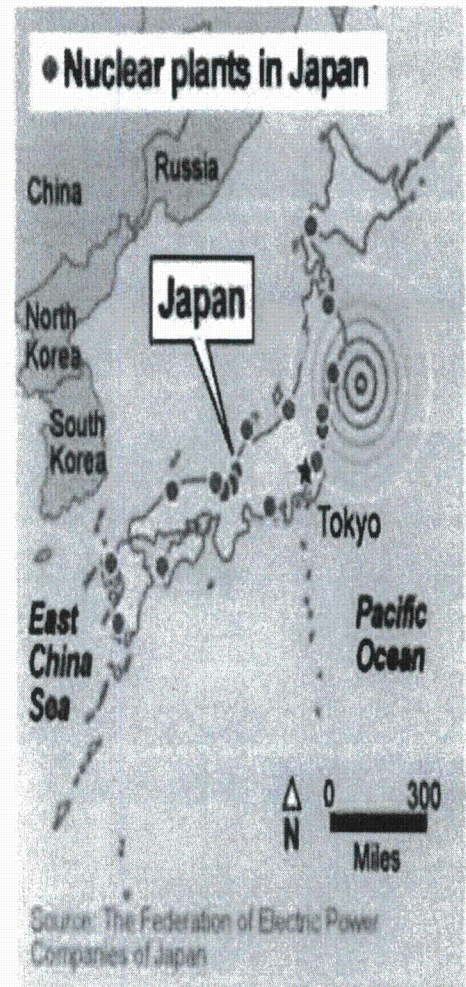 Nuclear plants in Japan
China
Russia
Japan
North
Korea
South
Korea
Tokyo
East
China
Sea
Pacific
Ocean
0 300
N
Miles
Source: The Federation of Electric Power
Companies of Japan